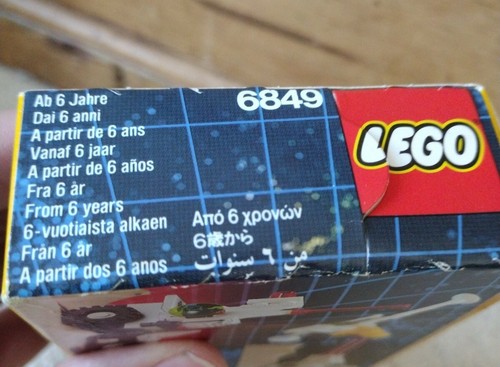 Ab 6 Jahre
Dai 6 anni
A partir de 6 ans
Vanaf 6 jaar
A partir de 6 años
Fra 6 år
From 6 years
6-vuotiaista alkaen
Från 6 år
A partir dos 6 anos
Από 6 χρονών
6歳から
من ٦ سنوات
6849
LEGO